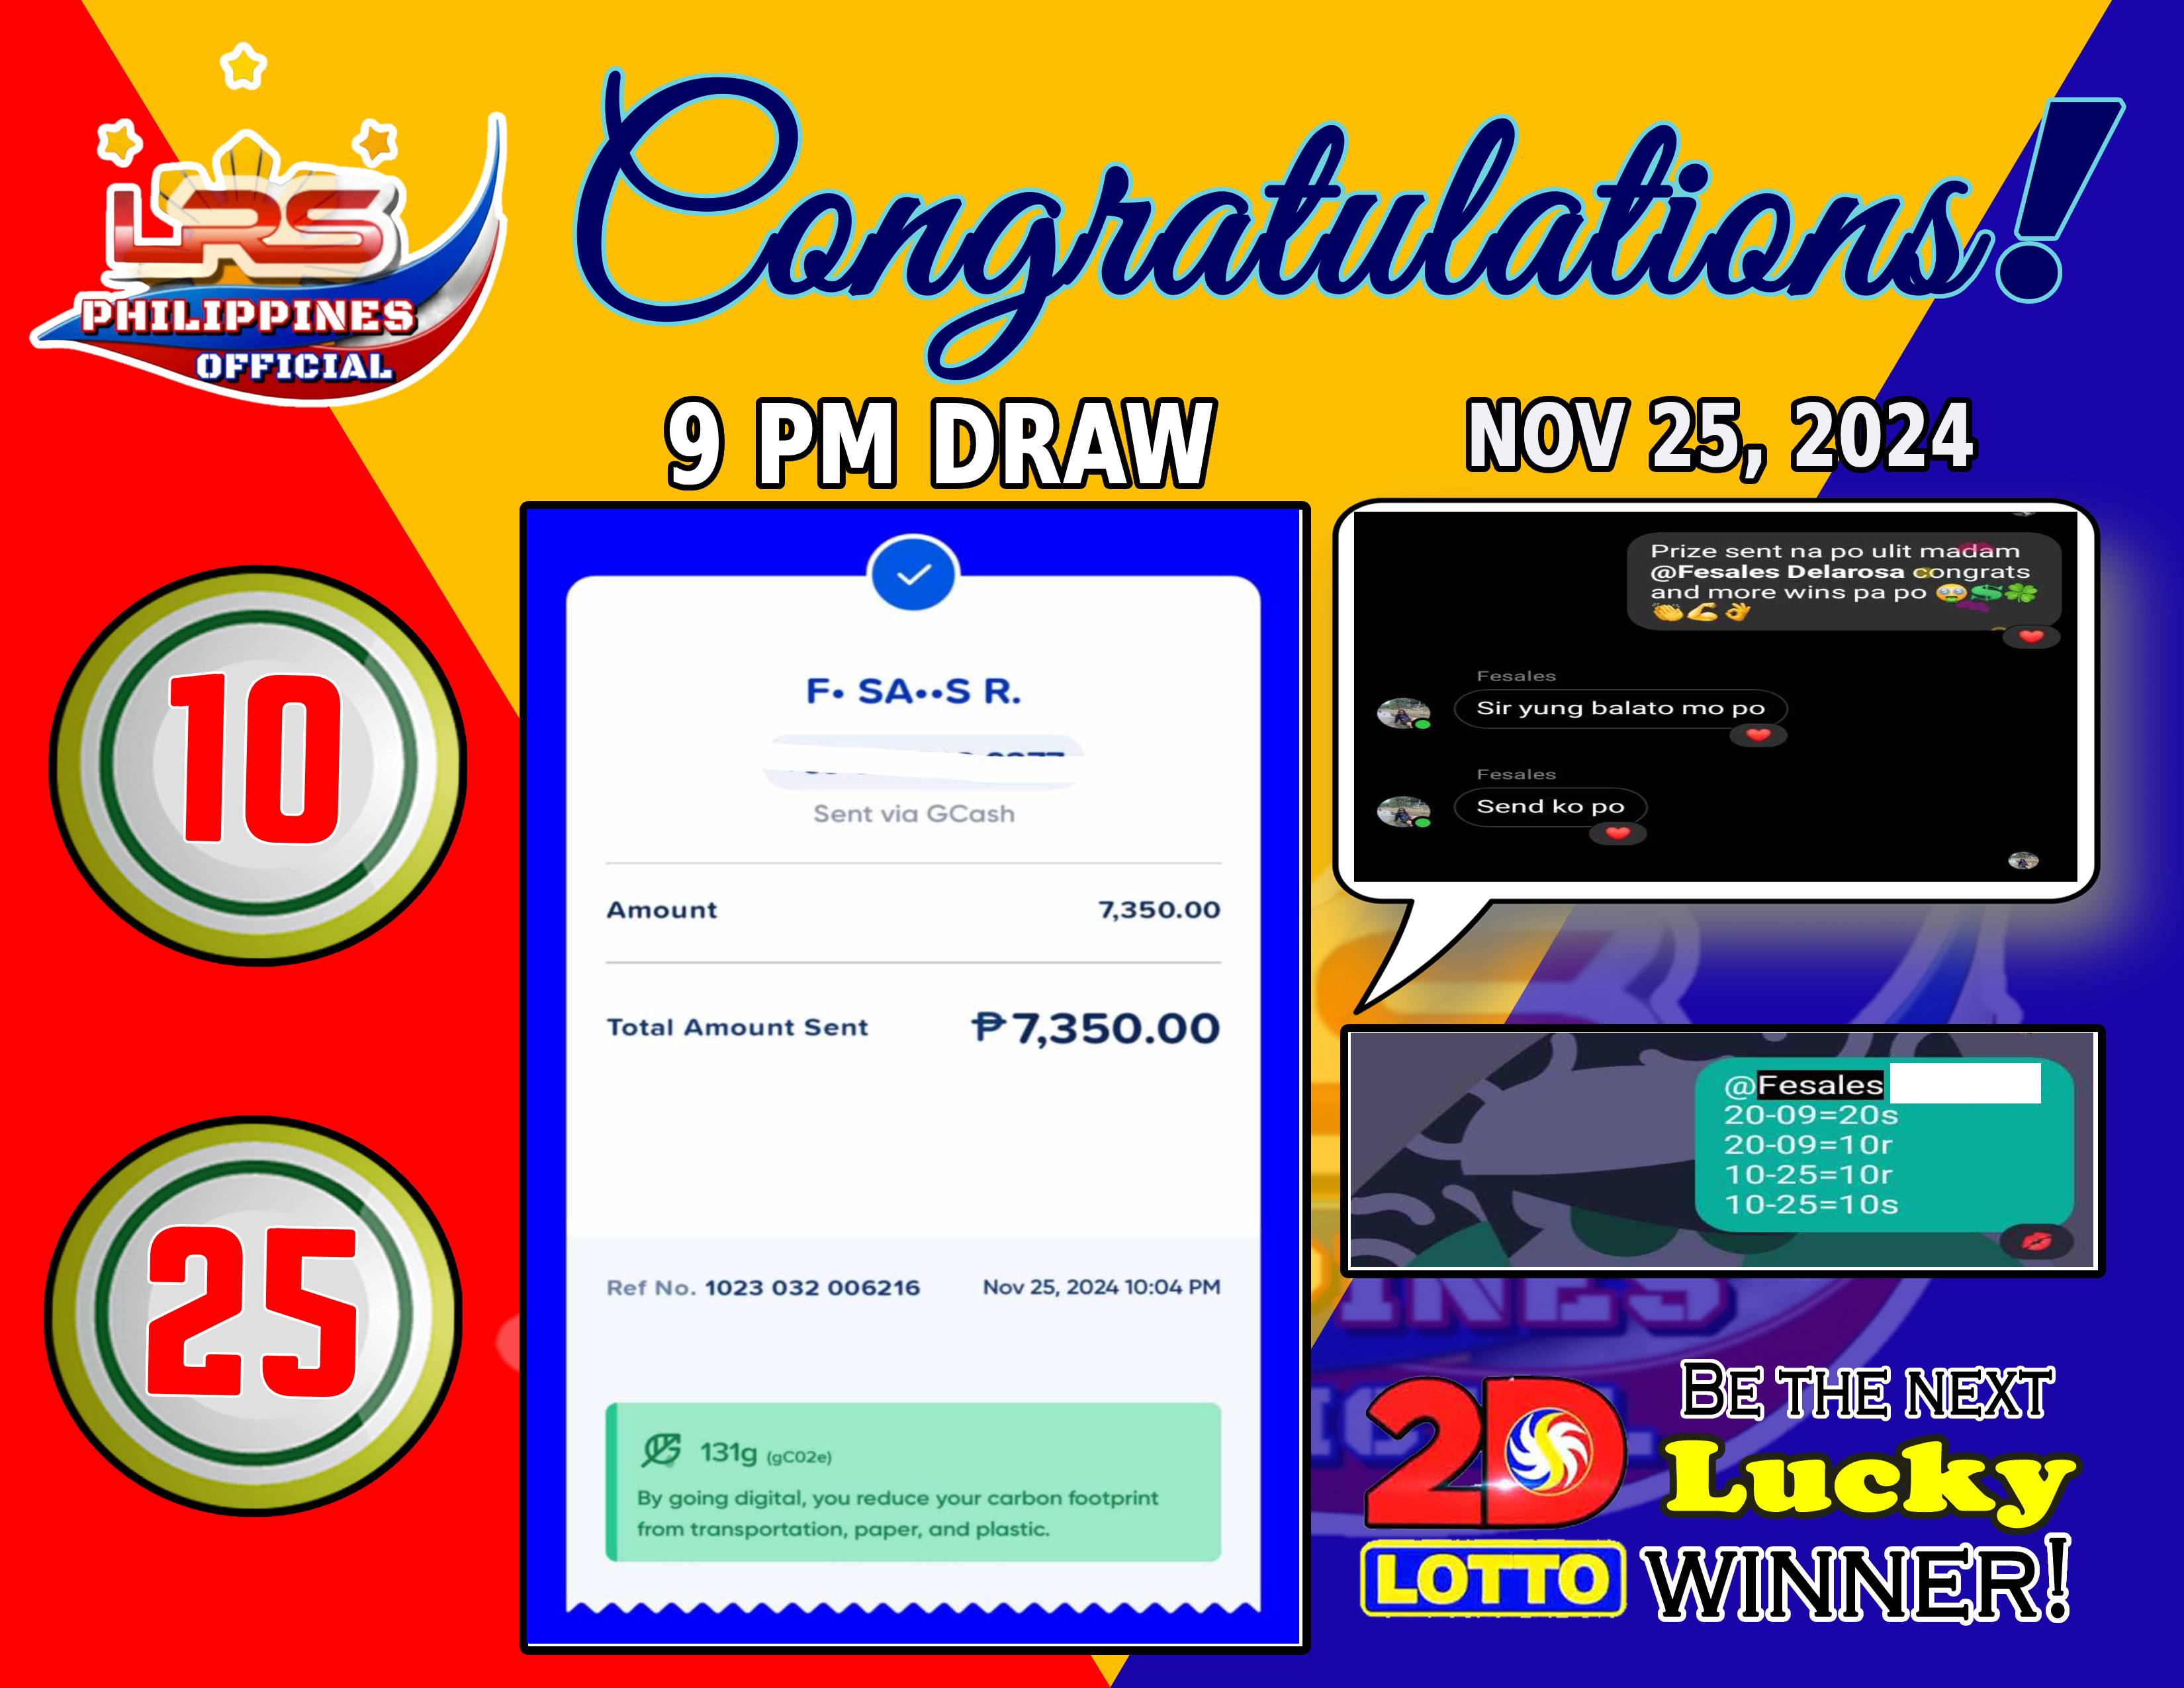 LRS
PHILIPPINES
OFFICIAL
Congratulations!
9 PM DRAW
NOV 25, 2024
10
25
F• SA••S R.
Sent via GCash
Amount 7,350.00
Total Amount Sent ₱7,350.00
Ref No. 1023 032 006216 Nov 25, 2024 10:04 PM
131g (gCO2e)
By going digital, you reduce your carbon footprint
from transportation, paper, and plastic.
Prize sent na po ulit madam
@Fesales Delarosa congrats
and more wins pa po 🤑💲🍀
👏💪👌
Fesales
Sir yung balato mo po
Fesales
Send ko po
@Fesales
20-09=20s
20-09=10r
10-25=10r
10-25=10s
2D
LOTTO
BE THE NEXT
Lucky
WINNER!